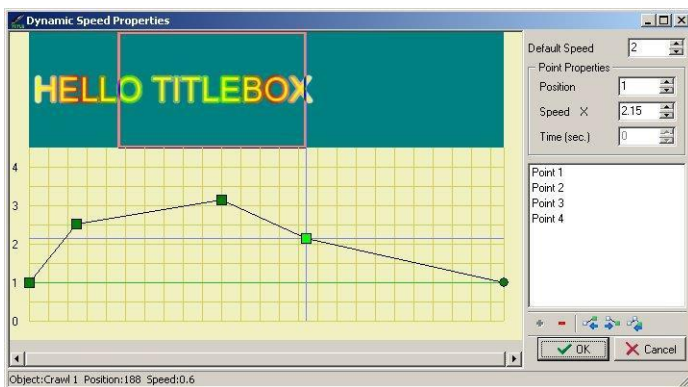 Dynamic Speed Properties
HELLO TITLEBOX
4
3
2
1
0
Default Speed 2
Point Properties
Position 1
Speed X 2.15
Time (sec.) 0
Point 1
Point 2
Point 3
Point 4
OK Cancel
Object:Crawl 1 Position:188 Speed:0.6